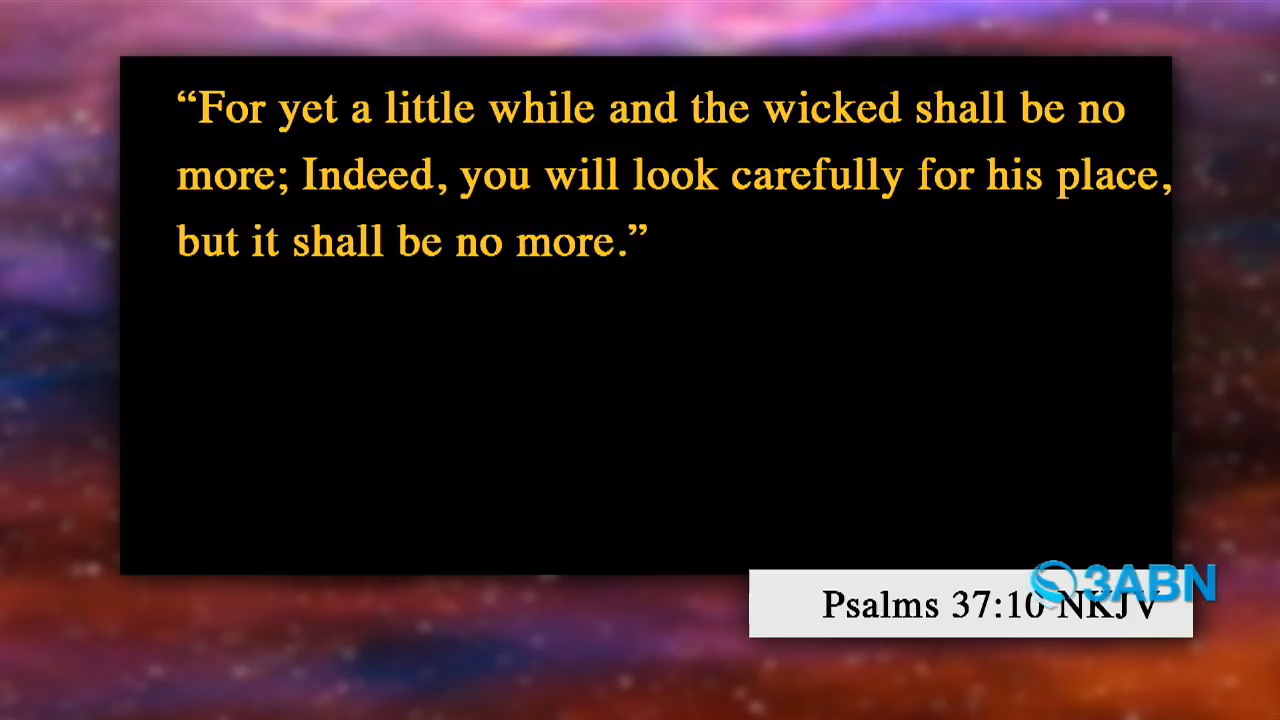 “For yet a little while and the wicked shall be no
more; Indeed, you will look carefully for his place,
but it shall be no more.”
3ABN
Psalms 37:10 NKJV